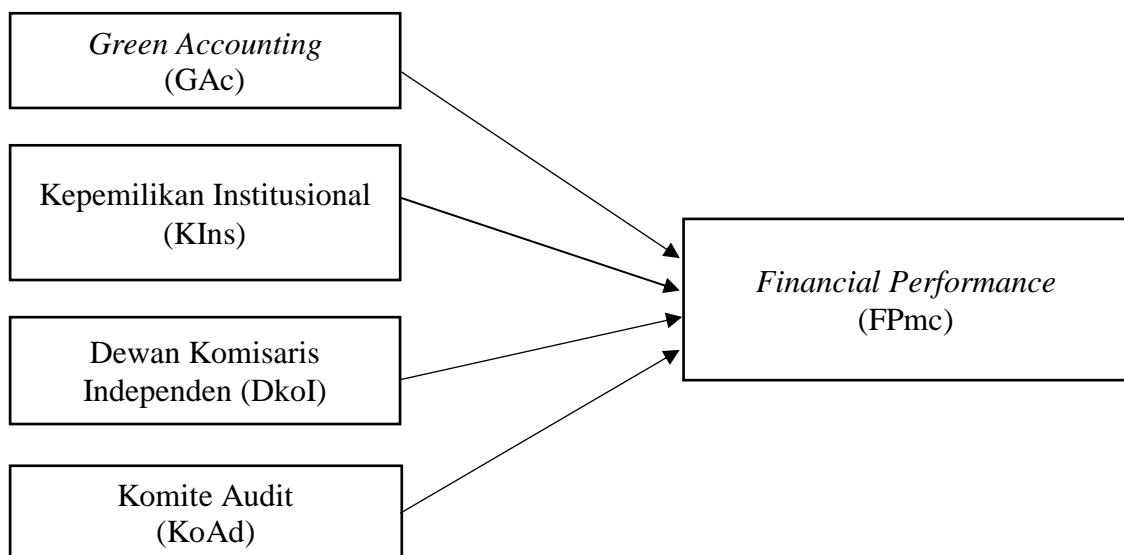 Green Accounting
(GAc)
Kepemilikan Institusional
(KIns)
Dewan Komisaris
Independen (DkoI)
Komite Audit
(KoAd)
Financial Performance
(FPmc)